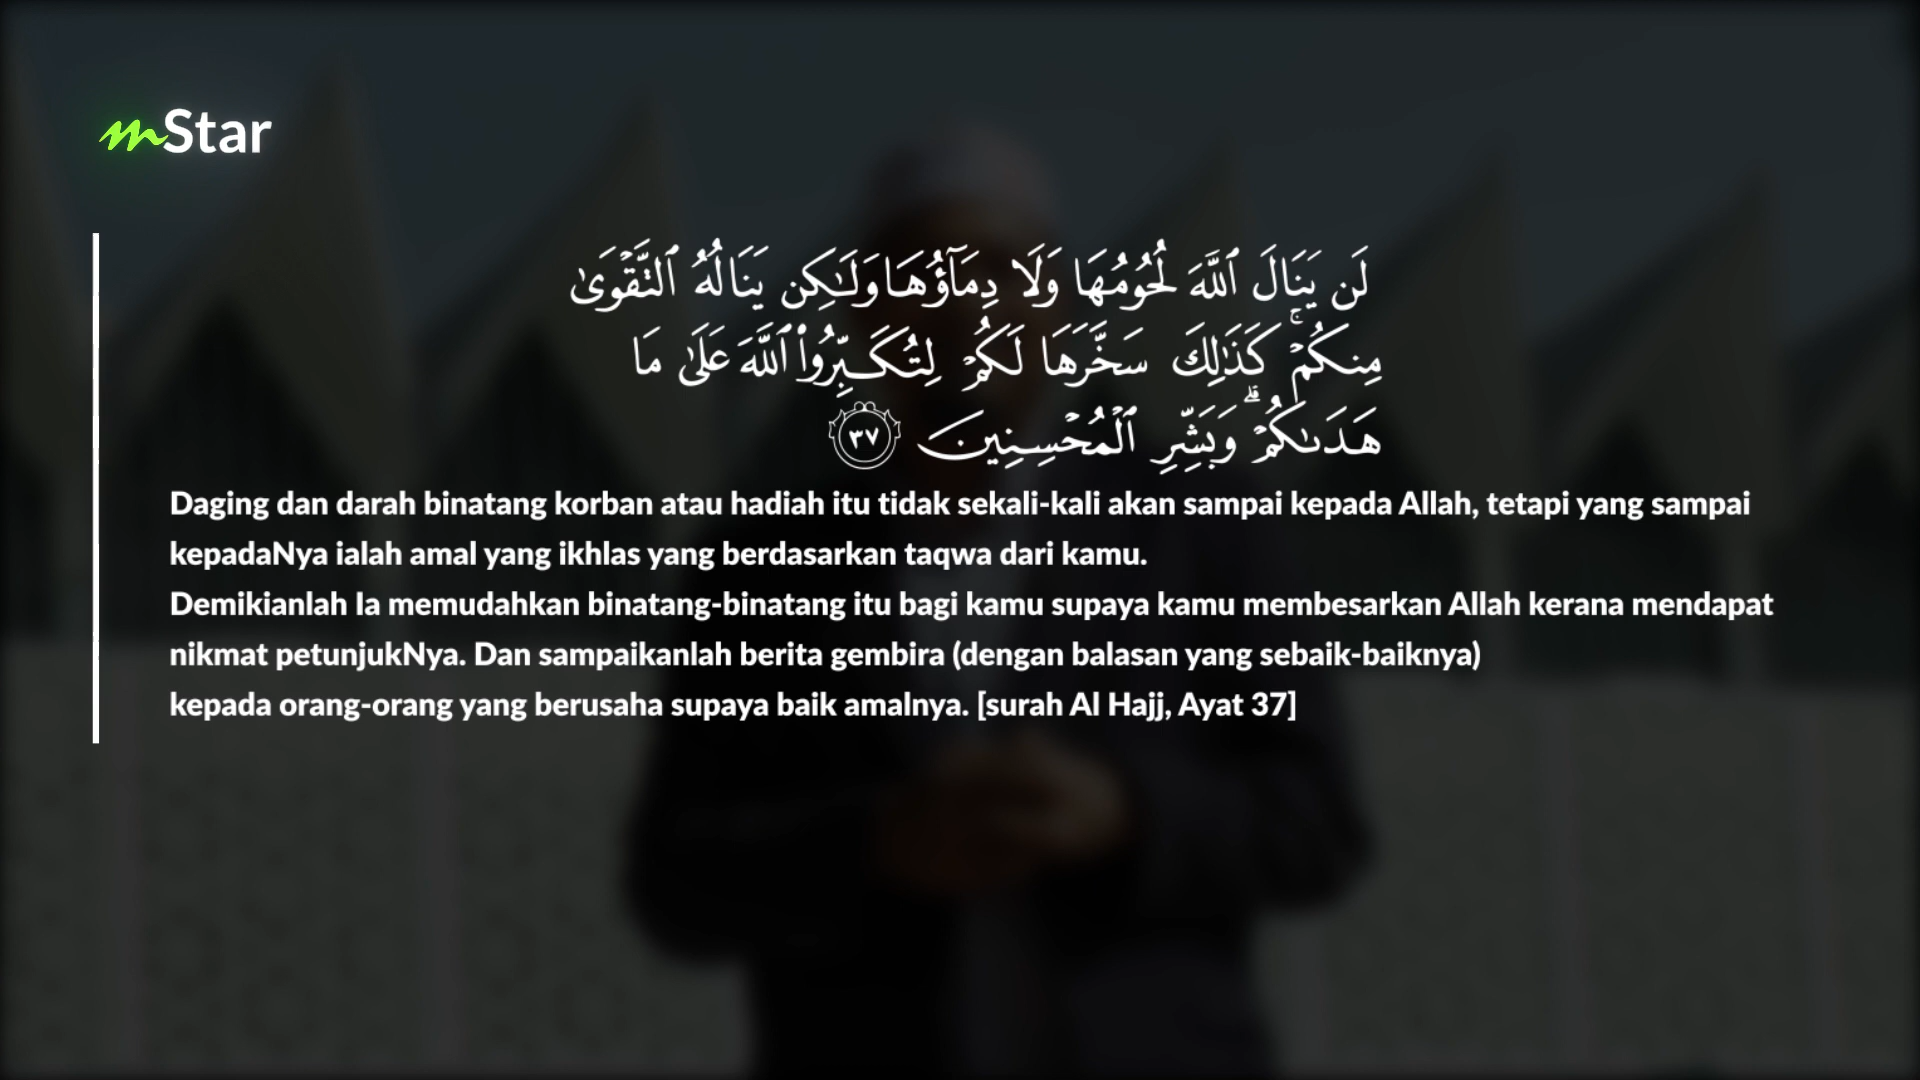 mStar
لَن يَنَالَ ٱللَّهَ لُحُومُهَا وَلَا دِمَآؤُهَا وَلَـٰكِن يَنَالُهُ ٱلتَّقۡوَىٰ
مِنكُمۡۚ كَذَٰلِكَ سَخَّرَهَا لَكُمۡ لِتُكَبِّرُواْ ٱللَّهَ عَلَىٰ مَا
هَدَىٰكُمۡۗ وَبَشِّرِ ٱلۡمُحۡسِنِينَ ٣٧
Daging dan darah binatang korban atau hadiah itu tidak sekali-kali akan sampai kepada Allah, tetapi yang sampai
kepadaNya ialah amal yang ikhlas yang berdasarkan taqwa dari kamu.
Demikianlah Ia memudahkan binatang-binatang itu bagi kamu supaya kamu membesarkan Allah kerana mendapat
nikmat petunjukNya. Dan sampaikanlah berita gembira (dengan balasan yang sebaik-baiknya)
kepada orang-orang yang berusaha supaya baik amalnya. [surah Al Hajj, Ayat 37]